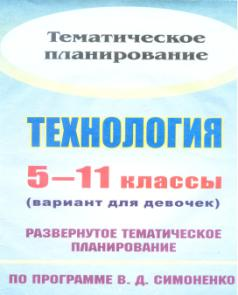 Тематическое
планирование
ТЕХНОЛОГИЯ
5–11 классы
(вариант для девочек)
РАЗВЕРНУТОЕ ТЕМАТИЧЕСКОЕ
ПЛАНИРОВАНИЕ
ПО ПРОГРАММЕ В. Д. СИМОНЕНКО